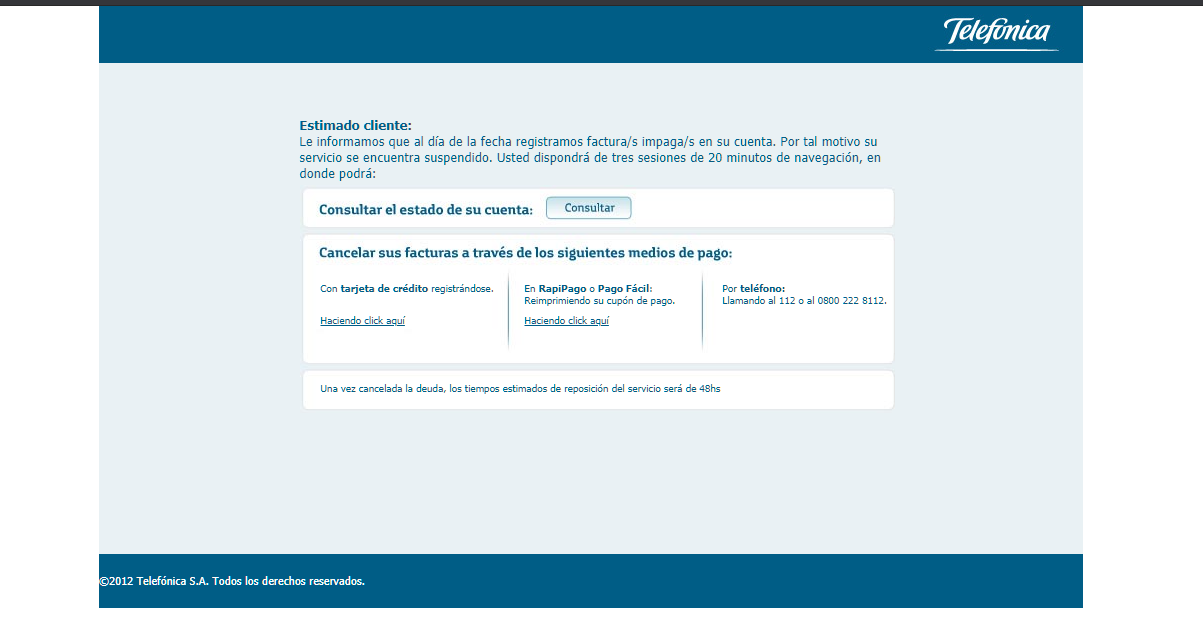 Telefónica
Estimado cliente:
Le informamos que al día de la fecha registramos factura/s impaga/s en su cuenta. Por tal motivo su
servicio se encuentra suspendido. Usted dispondrá de tres sesiones de 20 minutos de navegación, en
donde podrá:
Consultar el estado de su cuenta: Consultar
Cancelar sus facturas a través de los siguientes medios de pago:
Con tarjeta de crédito registrándose.
Haciendo click aquí
En RapiPago o Pago Fácil:
Reimprimiendo su cupón de pago.
Haciendo click aquí
Por teléfono:
Llamando al 112 o al 0800 222 8112.
Una vez cancelada la deuda, los tiempos estimados de reposición del servicio será de 48hs
©2012 Telefónica S.A. Todos los derechos reservados.